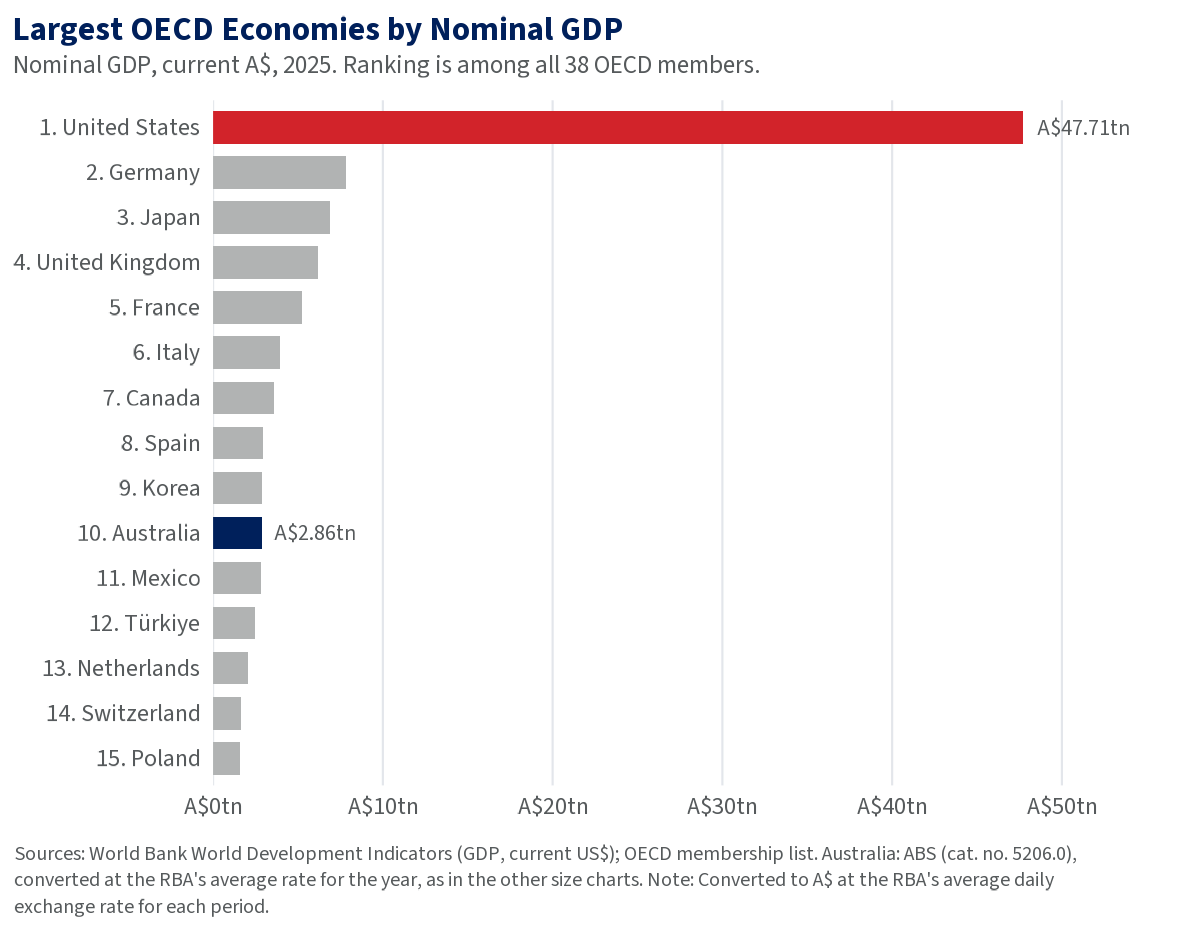 Largest OECD Economies by Nominal GDP
Nominal GDP, current A$, 2025. Ranking is among all 38 OECD members.
1. United States
A$47.71tn
2. Germany
3. Japan
4. United Kingdom
5. France
6. Italy
7. Canada
8. Spain
9. Korea
10. Australia
A$2.86tn
11. Mexico
12. Türkiye
13. Netherlands
14. Switzerland
15. Poland
A$0tn
A$10tn
A$20tn
A$30tn
A$40tn
A$50tn
Sources: World Bank World Development Indicators (GDP, current US$); OECD membership list. Australia: ABS (cat. no. 5206.0),
converted at the RBA's average rate for the year, as in the other size charts. Note: Converted to A$ at the RBA's average daily
exchange rate for each period.